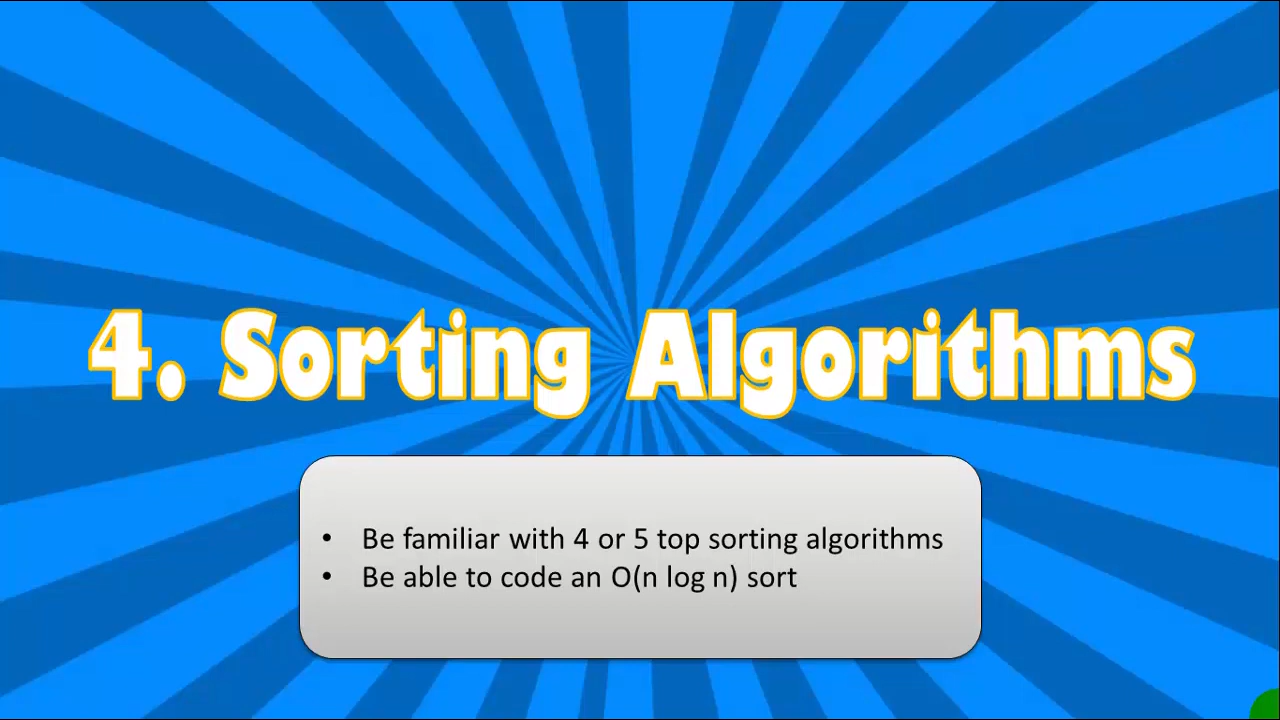 4. Sorting Algorithms
• Be familiar with 4 or 5 top sorting algorithms
• Be able to code an O(n log n) sort